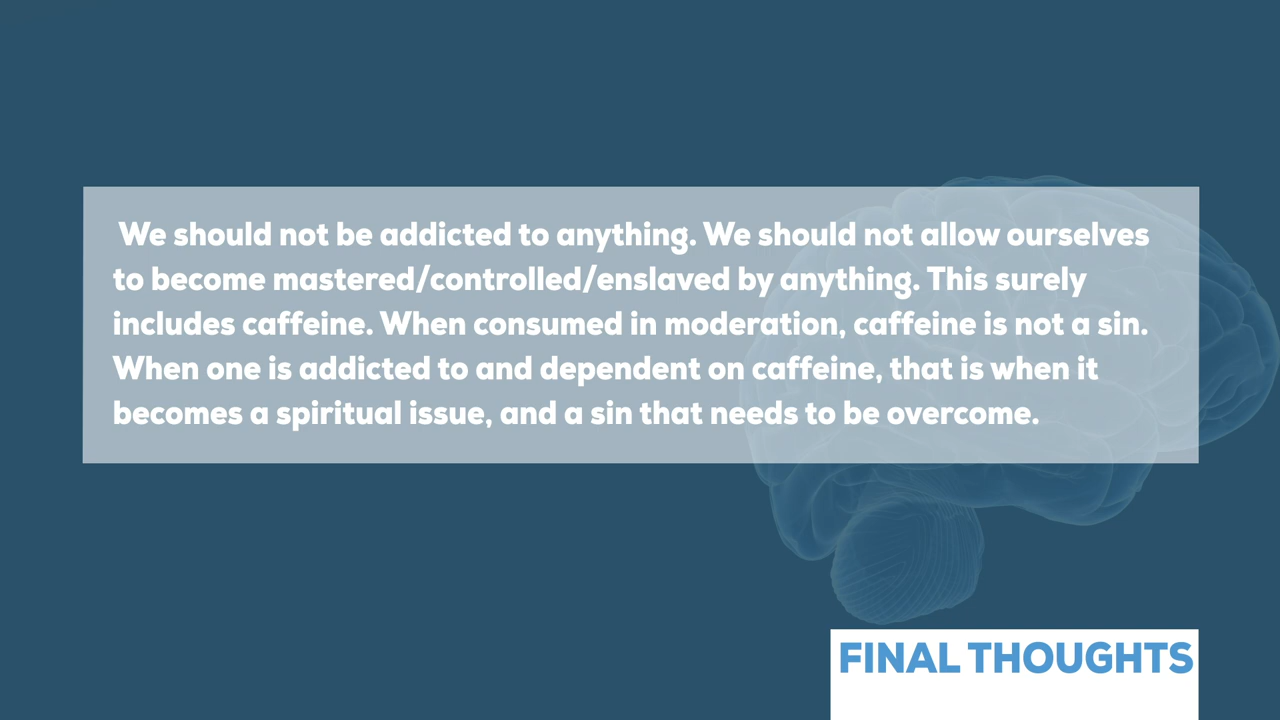 We should not be addicted to anything. We should not allow ourselves
to become mastered/controlled/enslaved by anything. This surely
includes caffeine. When consumed in moderation, caffeine is not a sin.
When one is addicted to and dependent on caffeine, that is when it
becomes a spiritual issue, and a sin that needs to be overcome.
FINAL THOUGHTS